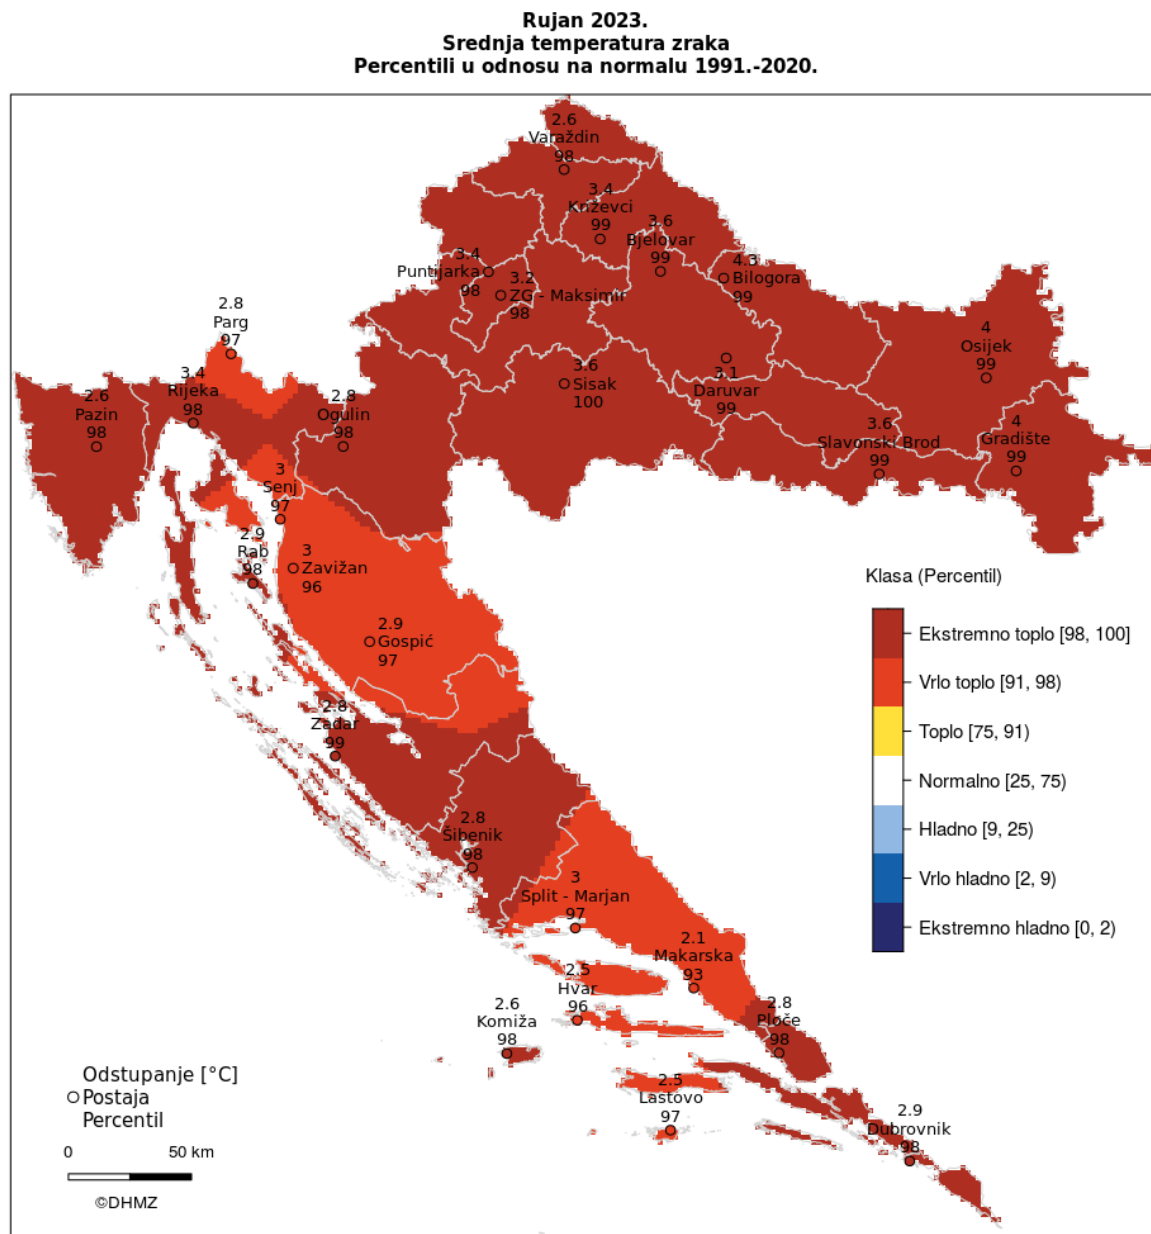 Rujan 2023.
Srednja temperatura zraka
Percentili u odnosu na normalu 1991.-2020.
2.6
Varaždin
98
3.4
Križevci
99
3.6
Bjelovar
99
4.3
Bilogora
99
3.4
Puntijarka
98
3.2
ZG - Maksimir
98
2.8
Parg
97
4
Osijek
99
3.6
Sisak
100
3.1
Daruvar
99
3.4
Rijeka
98
2.6
Pazin
98
2.8
Ogulin
98
3.6
Slavonski Brod
99
4
Gradište
99
3
Senj
97
2.9
Rab
98
3
Zavižan
96
2.9
Gospić
97
2.8
Zadar
99
2.8
Šibenik
98
3
Split - Marjan
97
2.1
Makarska
93
2.5
Hvar
96
2.6
Komiža
98
2.8
Ploče
98
2.5
Lastovo
97
2.9
Dubrovnik
98
Klasa (Percentil)
Ekstremno toplo [98, 100]
Vrlo toplo [91, 98)
Toplo [75, 91)
Normalno [25, 75)
Hladno [9, 25)
Vrlo hladno [2, 9)
Ekstremno hladno [0, 2)
Odstupanje [°C]
Postaja
Percentil
0 50 km
©DHMZ